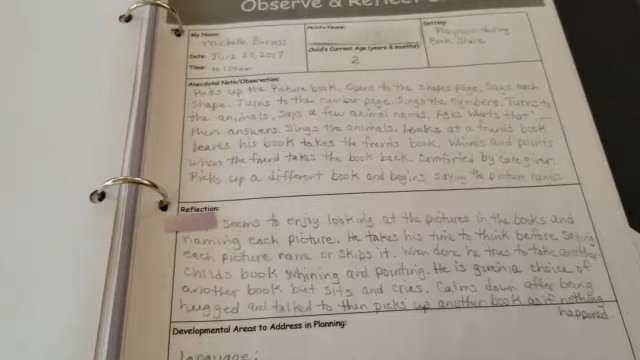 Observe & Reflect
My Name: Child's Name: Setting:
Michelle Burness Playroom during
Date: June 29, 2017 Child's Current Age (years & months): Book Share
Time: 10:00am 2
Anecdotal Note/Observation:
Picks up the Picture book. Opens to the shapes page. Says each
Shape. Turns to the number page. Sings the numbers. Turns to
the animals, says a few animal names. Asks whats that
then answers. Sings the animals. Looks at a friends book
leaves his book takes the friends book. Whines and points
when the friend takes the book back. Comforted by care giver.
Picks up a different book and begins saying the picture names
Reflection:
seems to enjoy looking at the pictures in the books and
naming each picture. He takes his time to think before saying
each picture name or skips it. When done he tries to take another
childs book whining and pointing. He is given a choice of
another book but sits and cries. Calms down after being
hugged and talked to then picks up another book as if nothing
happened.
Developmental Areas to Address in Planning:
Language: